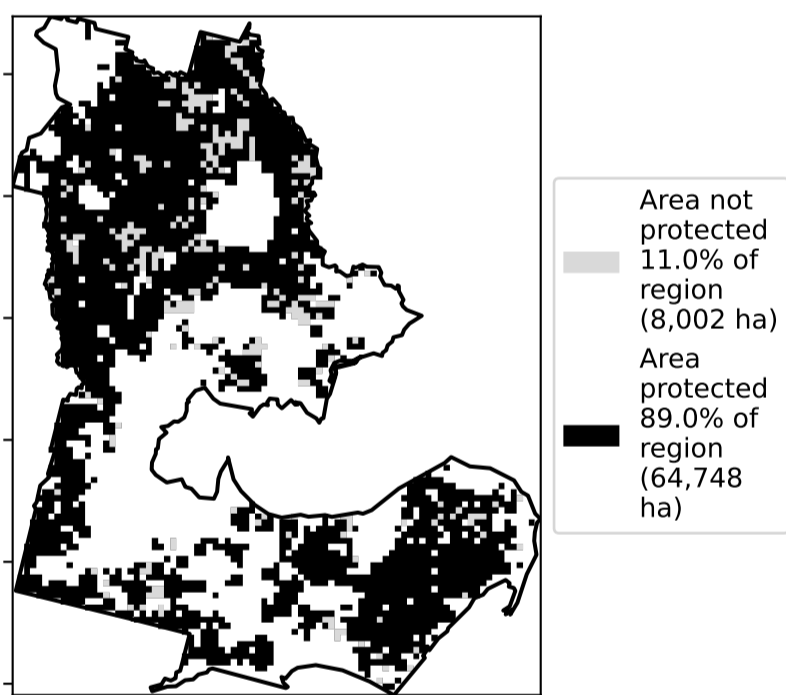 Area not
protected
11.0% of
region
(8,002 ha)
Area
protected
89.0% of
region
(64,748
ha)